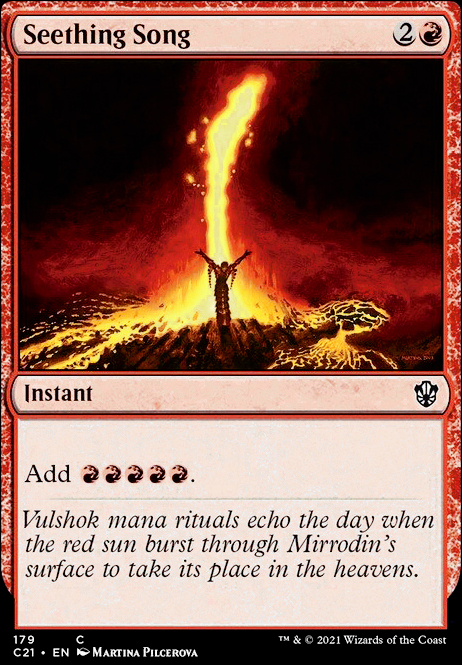 Seething Song 2
Instant
Add .
Vulshok mana rituals echo the day when
the red sun burst through Mirrodin's
surface to take its place in the heavens.
179 C
C21 • EN Martina Pilcerova
™ & © 2021 Wizards of the Coast